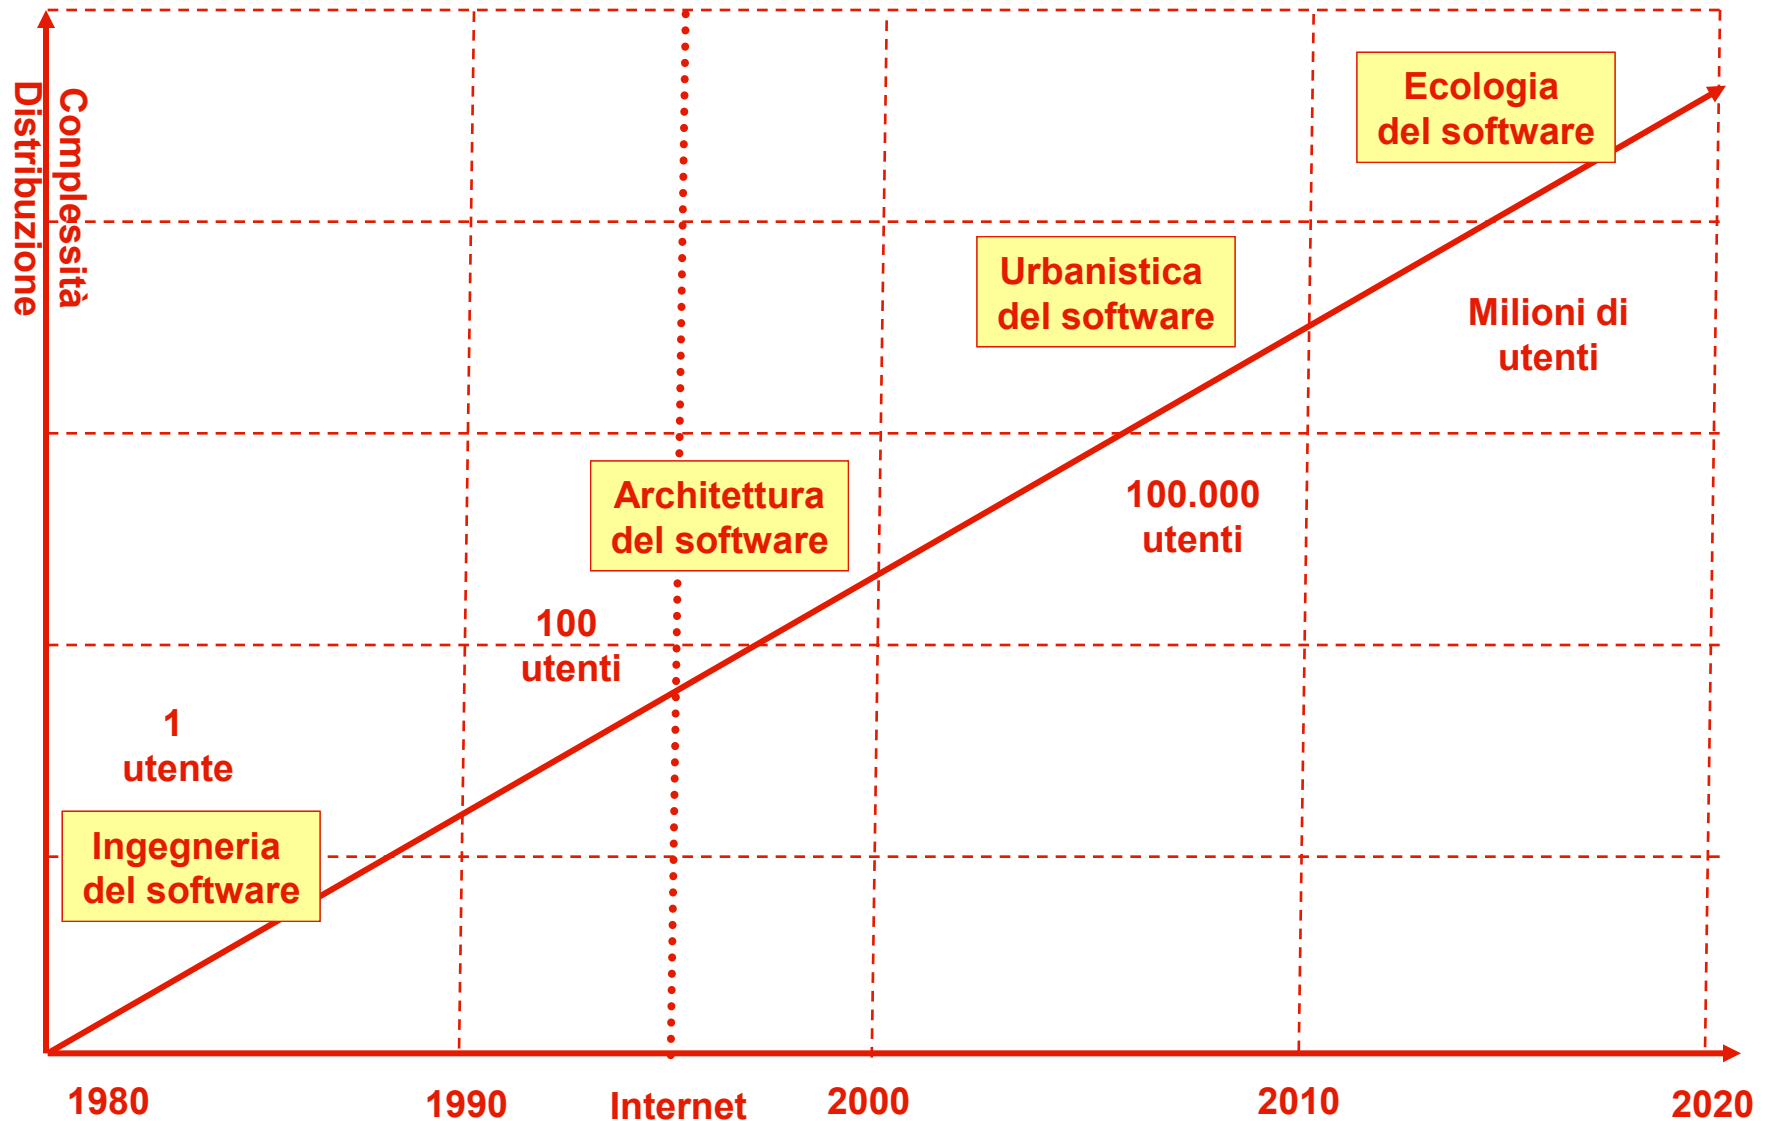 Complessità
Distribuzione
Ecologia
del software
Urbanistica
del software
Milioni di
utenti
Architettura
del software
100.000
utenti
100
utenti
1
utente
Ingegneria
del software
1980
1990
Internet
2000
2010
2020